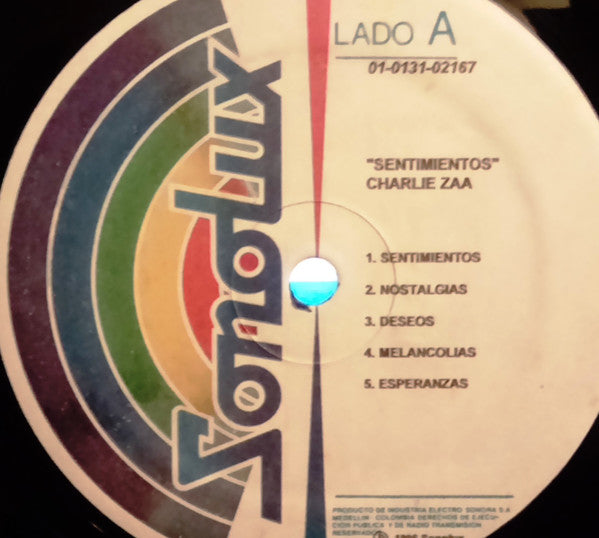 LADO A
01-0131-02167
"SENTIMIENTOS"
CHARLIE ZAA
1. SENTIMIENTOS
2. NOSTALGIAS
3. DESEOS
4. MELANCOLIAS
5. ESPERANZAS
Sonolux
PRODUCTO DE INDUSTRIA ELECTRO SONORA S.A
MEDELLIN - COLOMBIA DERECHOS DE EJECU-
CION PUBLICA Y DE RADIO TRANSMISION
RESERVADOS